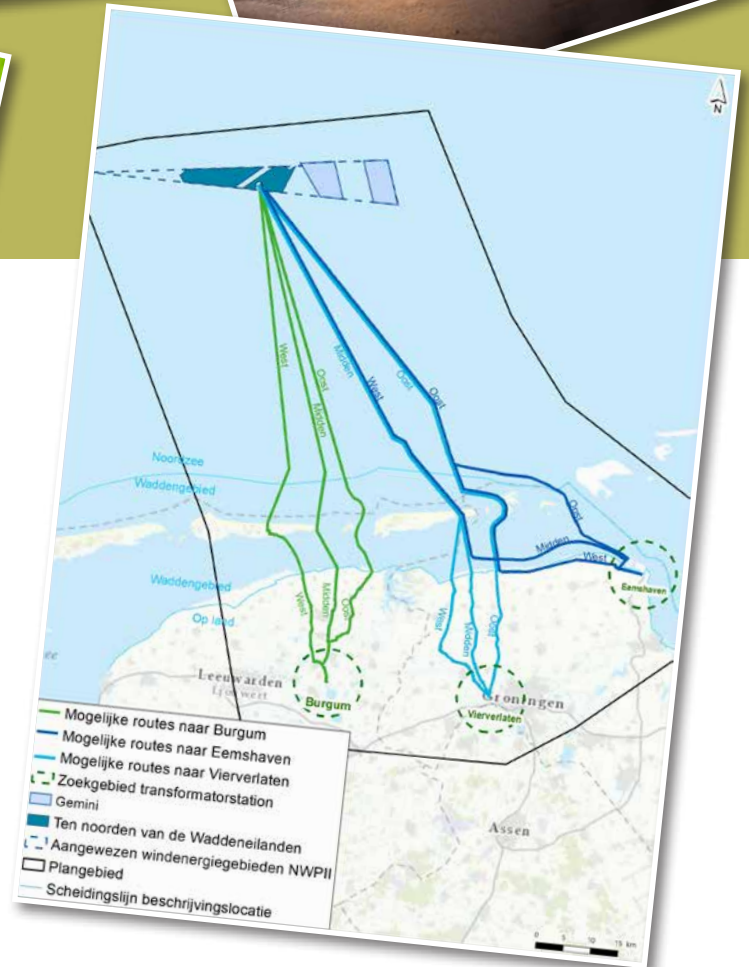 N
West
Oost
Midden
Midden
West
Oost
Oost
Noordzee
Waddengebied
Oost
Midden
West
Eemshaven
Waddengebied
Op land
West
Midden
Oost
West
Midden
Oost
ee
Leeuwarden
Ljouwert
Burgum
Groningen
Vierverlaten
Assen
Mogelijke routes naar Burgum
Mogelijke routes naar Eemshaven
Mogelijke routes naar Vierverlaten
Zoekgebied transformatorstation
Gemini
Ten noorden van de Waddeneilanden
Aangewezen windenergiegebieden NWPII
Plangebied
Scheidingslijn beschrijvingslocatie
0 5 10 15 km